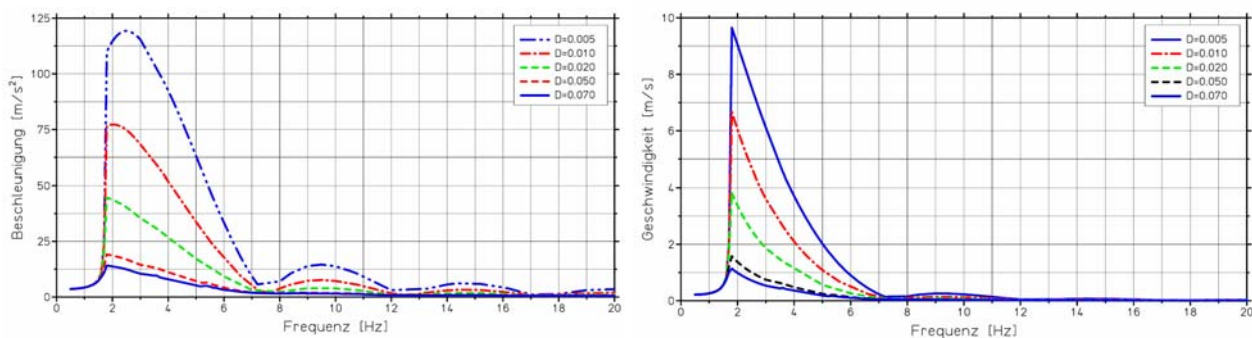 Beschleunigung [m/s²]
125
100
75
50
25
0
0 2 4 6 8 10 12 14 16 18 20
Frequenz [Hz]
D=0.005
D=0.010
D=0.020
D=0.050
D=0.070
Geschwindigkeit [m/s]
10
8
6
4
2
0
0 2 4 6 8 10 12 14 16 18 20
Frequenz [Hz]
D=0.005
D=0.010
D=0.020
D=0.050
D=0.070